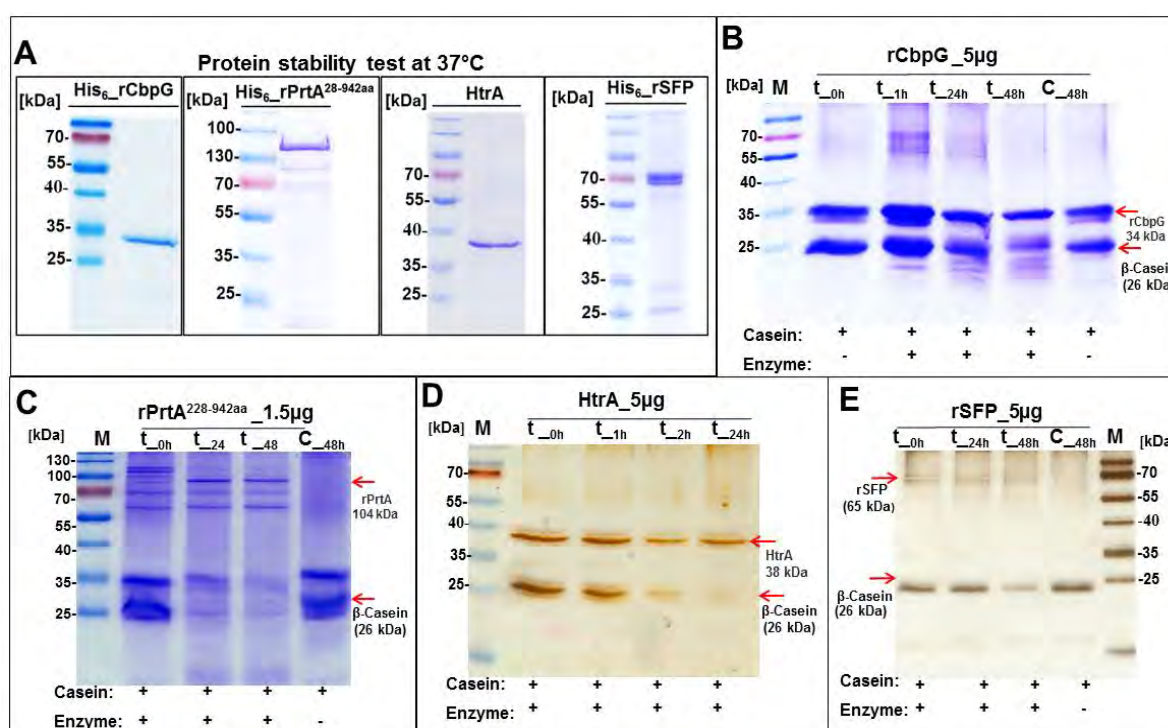 A
Protein stability test at 37°C
His6_rCbpG
[kDa]
70-
55-
40-
35-
25-
His6_rPrtA28-942aa
[kDa]
100-
130-
70-
55-
40-
35-
25-
HtrA
[kDa]
70-
55-
40-
35-
25-
His6_rSFP
[kDa]
70-
55-
40-
35-
25-
B
rCbpG_5µg
[kDa] M t_0h t_1h t_24h t_48h C_48h
70-
55-
40-
35-
25-
rCbpG
34 kDa
β-Casein
(26 kDa)
Casein: + + + + +
Enzyme: - + + + -
C
rPrtA228-942aa_1.5µg
[kDa] M t_0h t_24 t_48 C_48h
130-
100-
70-
55-
40-
35-
25-
rPrtA
104 kDa
β-Casein
(26 kDa)
Casein: + + + +
Enzyme: + + + -
D
HtrA_5µg
[kDa] M t_0h t_1h t_2h t_24h
70-
55-
40-
35-
25-
HtrA
38 kDa
β-Casein
(26 kDa)
Casein: + + + +
Enzyme: + + + +
E
rSFP_5µg
t_0h t_24h t_48h C_48h M [kDa]
rSFP
(65 kDa)
β-Casein
(26 kDa)
-70
-55
-40
-35
-25
Casein: + + + +
Enzyme: + + + -